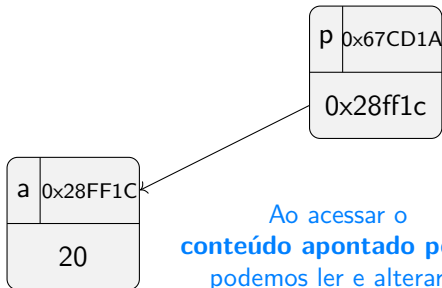 p 0x67CD1A
0x28ff1c
a 0x28FF1C
20
Ao acessar o
conteúdo apontado
podemos ler e alterar